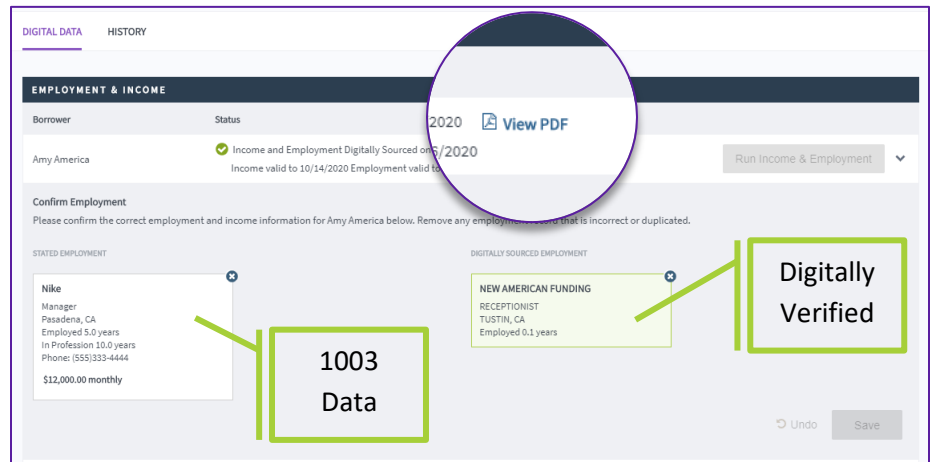 DIGITAL DATA HISTORY
EMPLOYMENT & INCOME
Borrower Status
2020 View PDF
Amy America
Income and Employment Digitally Sourced on
5/2020
Income valid to 10/14/2020 Employment valid to
Run Income & Employment
Confirm Employment
Please confirm the correct employment and income information for Amy America below. Remove any employment record that is incorrect or duplicated.
STATED EMPLOYMENT
DIGITALLY SOURCED EMPLOYMENT
Nike
Manager
Pasadena, CA
Employed 5.0 years
In Profession 10.0 years
Phone: (555)333-4444
$12,000.00 monthly
NEW AMERICAN FUNDING
RECEPTIONIST
TUSTIN, CA
Employed 0.1 years
Digitally
Verified
1003
Data
Undo Save